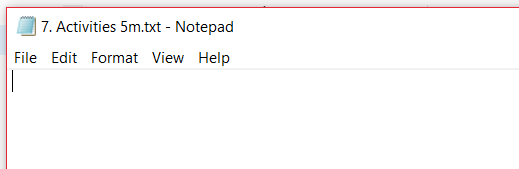 7. Activities 5m.txt - Notepad
File Edit Format View Help